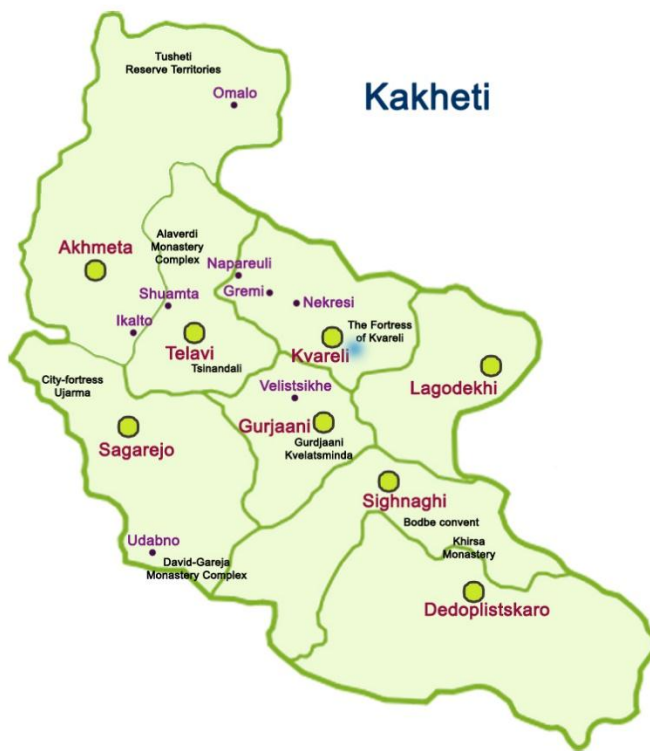 Tusheti
Reserve Territories
Omalo
Kakheti
Akhmeta
Alaverdi
Monastery
Complex
Napareuli
Gremi
Nekresi
Shuamta
Ikalto
Telavi
Tsinandali
The Fortress
of Kvareli
Kvareli
Lagodekhi
City-fortress
Ujarma
Velistsikhe
Sagarejo
Gurjaani
Gurdjaani
Kvelatsminda
Sighnaghi
Bodbe convent
Khirsa
Monastery
Udabno
David-Gareja
Monastery Complex
Dedoplistskaro